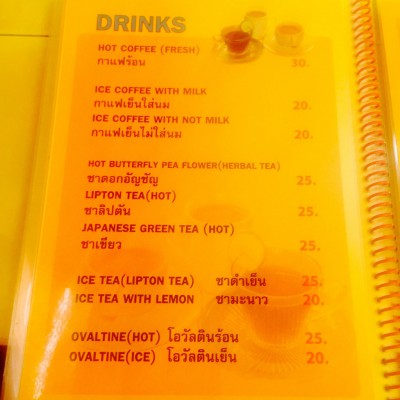 DRINKS
HOT COFFEE (FRESH)
กาแฟร้อน 30.
ICE COFFEE WITH MILK
กาแฟเย็นใส่นม 20.
ICE COFFEE WITH NOT MILK
กาแฟเย็นไม่ใส่นม 20.
HOT BUTTERFLY PEA FLOWER(HERBAL TEA)
ชาดอกอัญชัญ 25.
LIPTON TEA(HOT)
ชาลิปตัน 25.
JAPANESE GREEN TEA (HOT)
ชาเขียว 25.
ICE TEA(LIPTON TEA) ชาดำเย็น 25.
ICE TEA WITH LEMON ชามะนาว 20.
OVALTINE(HOT) โอวัลตินร้อน 25.
OVALTINE(ICE) โอวัลตินเย็น 20.